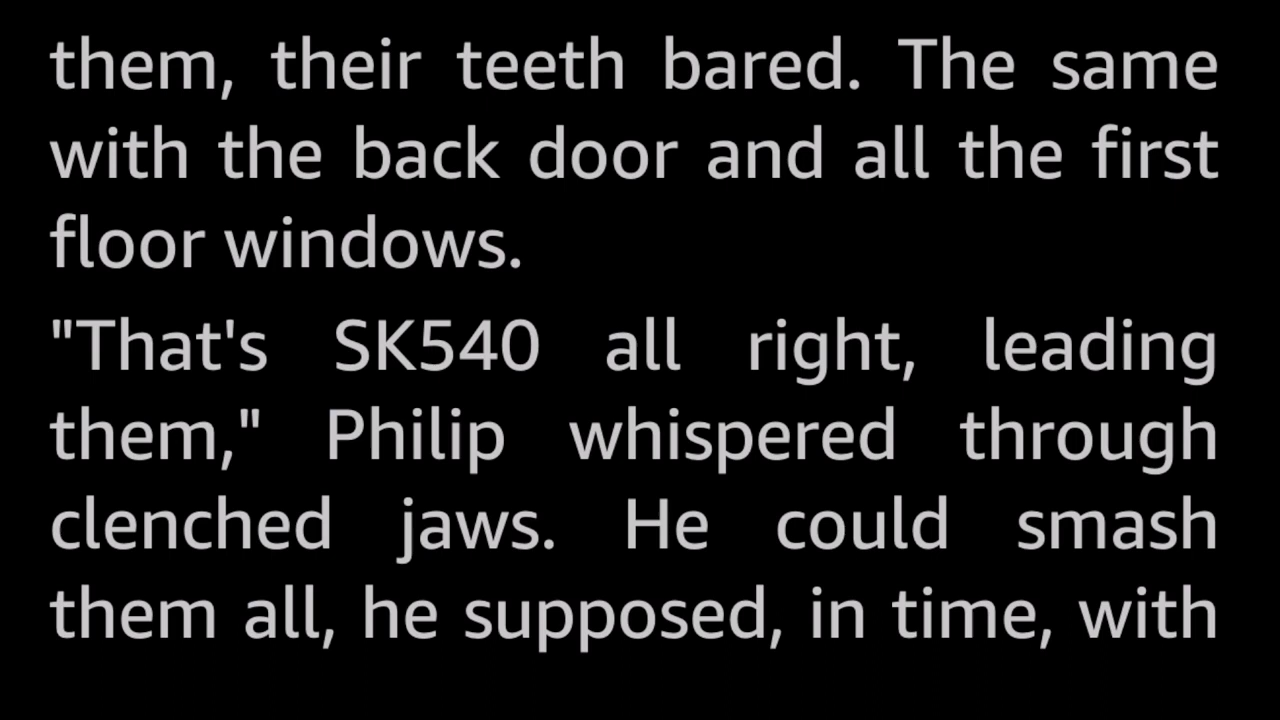 them, their teeth bared. The same
with the back door and all the first
floor windows.
"That's SK540 all right, leading
them," Philip whispered through
clenched jaws. He could smash
them all, he supposed, in time, with